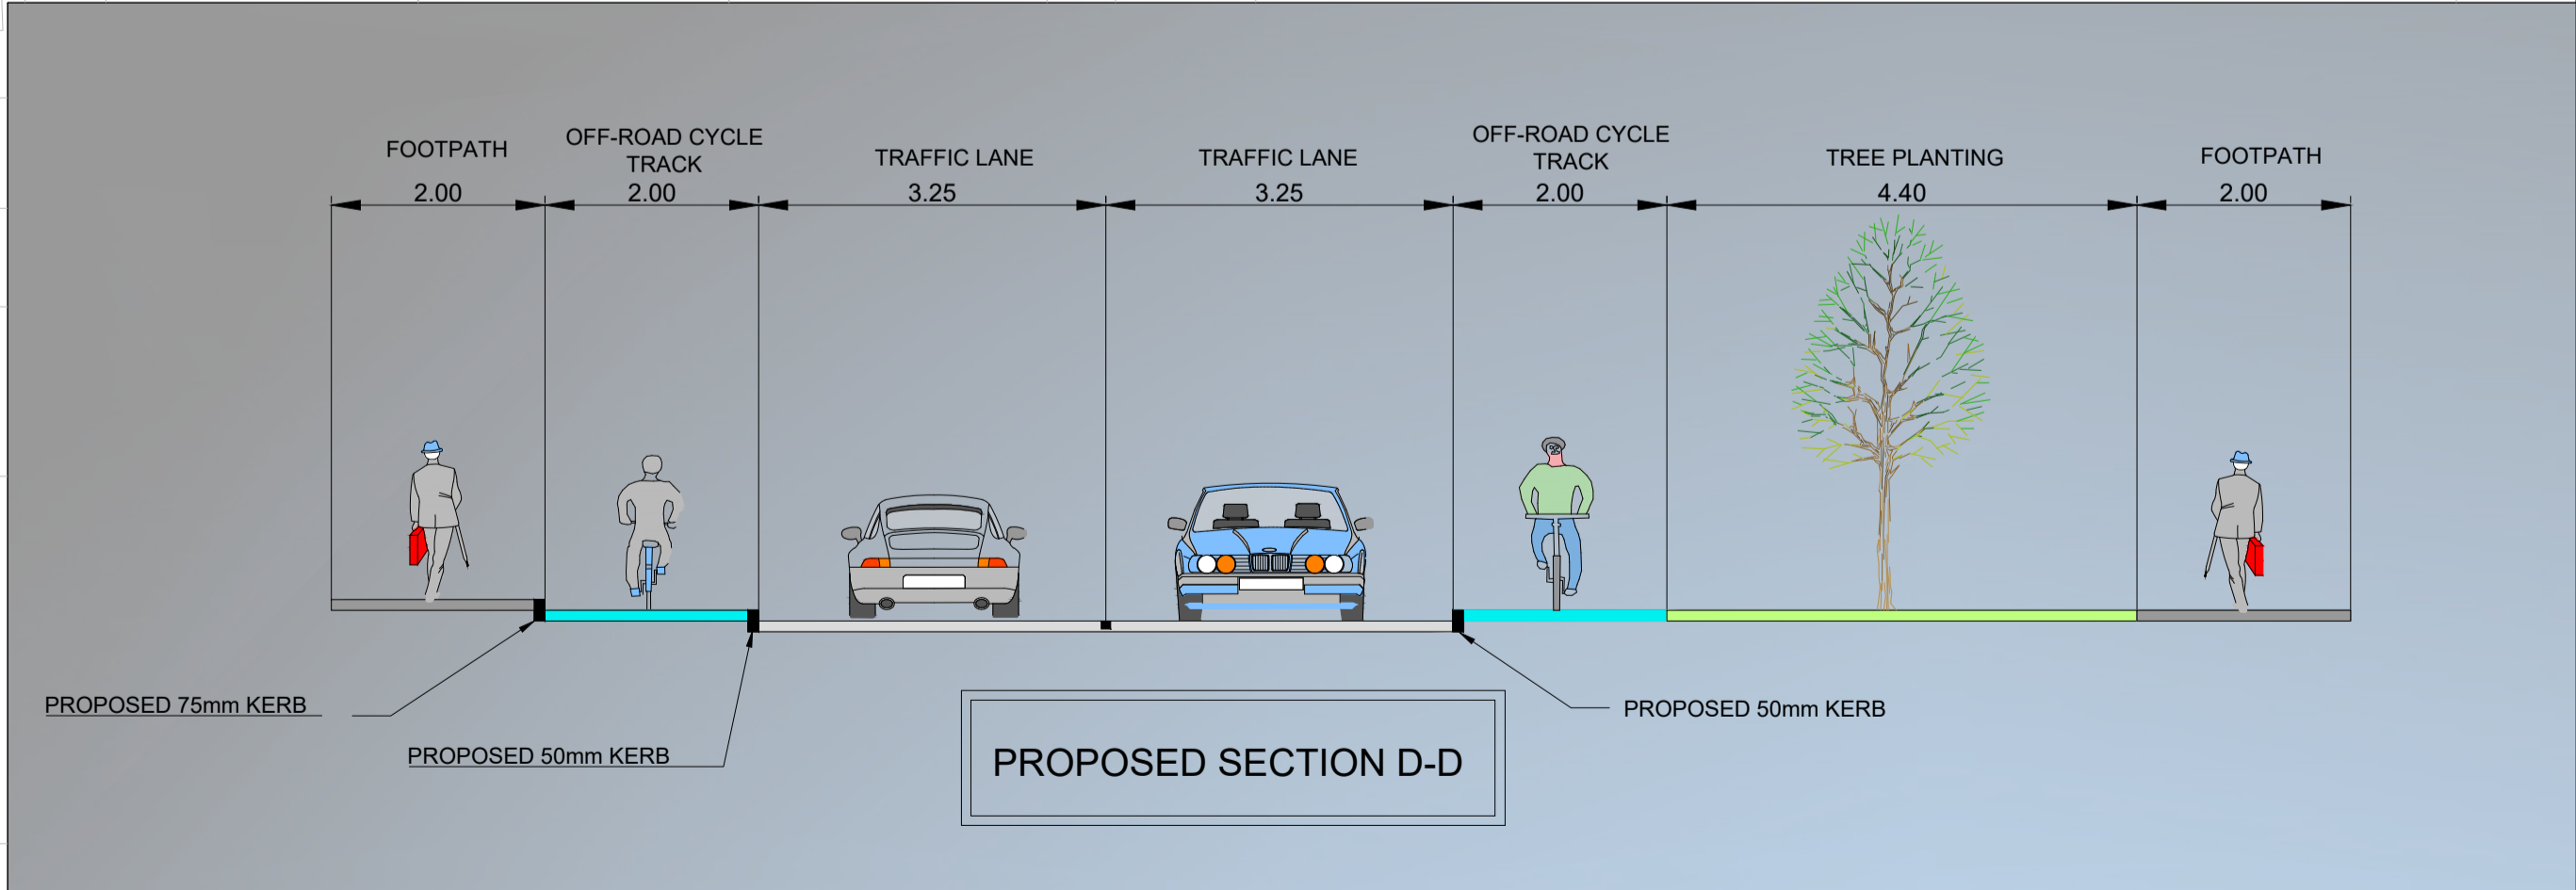 FOOTPATH
2.00
OFF-ROAD CYCLE
TRACK
2.00
TRAFFIC LANE
3.25
TRAFFIC LANE
3.25
OFF-ROAD CYCLE
TRACK
2.00
TREE PLANTING
4.40
FOOTPATH
2.00
PROPOSED 75mm KERB
PROPOSED 50mm KERB
PROPOSED 50mm KERB
PROPOSED SECTION D-D